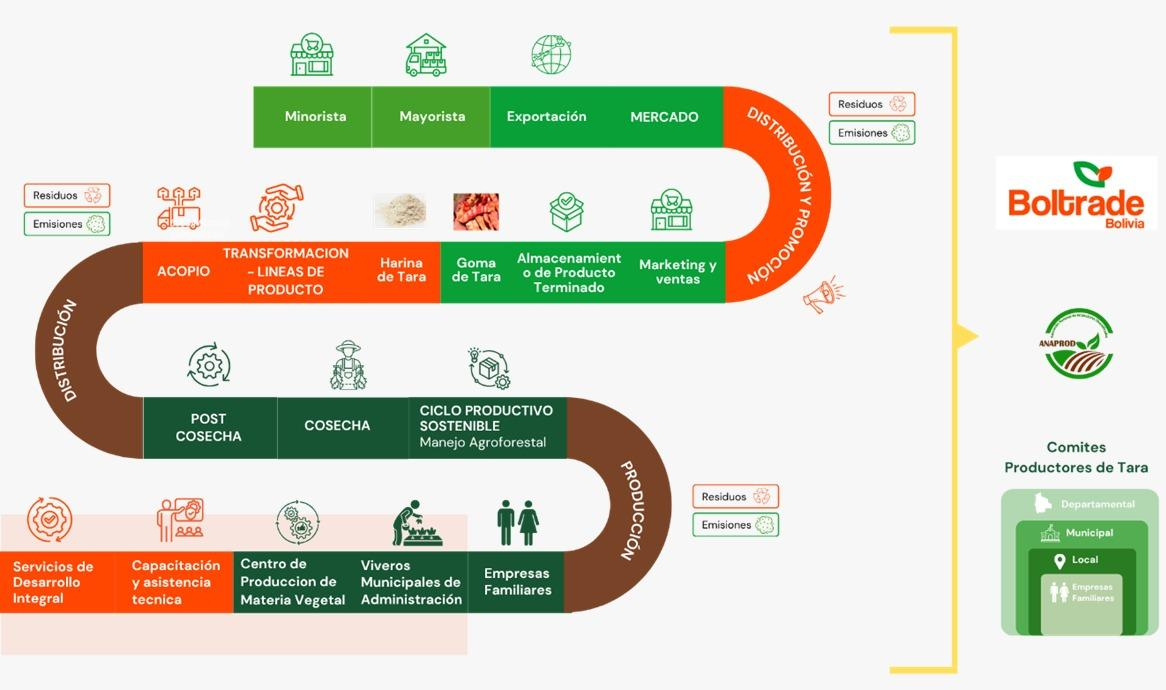 Minorista
Mayorista
Exportación
MERCADO
DISTRIBUCIÓN Y PROMOCIÓN
Residuos
Emisiones
Residuos
Emisiones
ACOPIO
TRANSFORMACION
- LINEAS DE
PRODUCTO
Harina
de Tara
Goma
de Tara
Almacenamient
o de Producto
Terminado
Marketing y
ventas
DISTRIBUCIÓN
POST
COSECHA
COSECHA
CICLO PRODUCTIVO
SOSTENIBLE
Manejo Agroforestal
PRODUCCIÓN
Residuos
Emisiones
Servicios de
Desarrollo
Integral
Capacitación
y asistencia
tecnica
Centro de
Produccion de
Materia Vegetal
Viveros
Municipales de
Administración
Empresas
Familiares
Boltrade
Bolivia
ANAPROD
Comites
Productores de Tara
Departamental
Municipal
Local
Empresas
Familiares